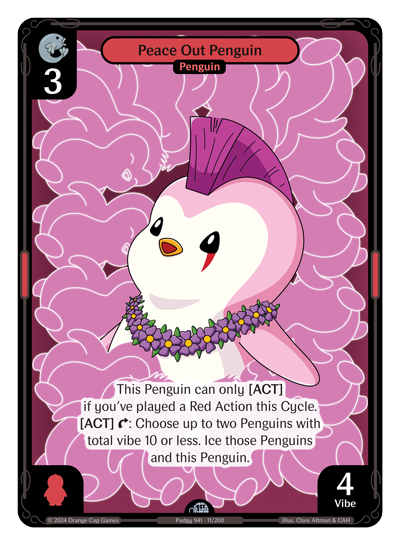 Peace Out Penguin
Penguin
3
This Penguin can only [ACT]
if you've played a Red Action this Cycle.
[ACT] ↱: Choose up to two Penguins with
total vibe 10 or less. Ice those Penguins
and this Penguin.
4
Vibe
© 2024 Orange Cap Games
Pudgy 941 · 11/200
Illus. Clare Altman & CAH